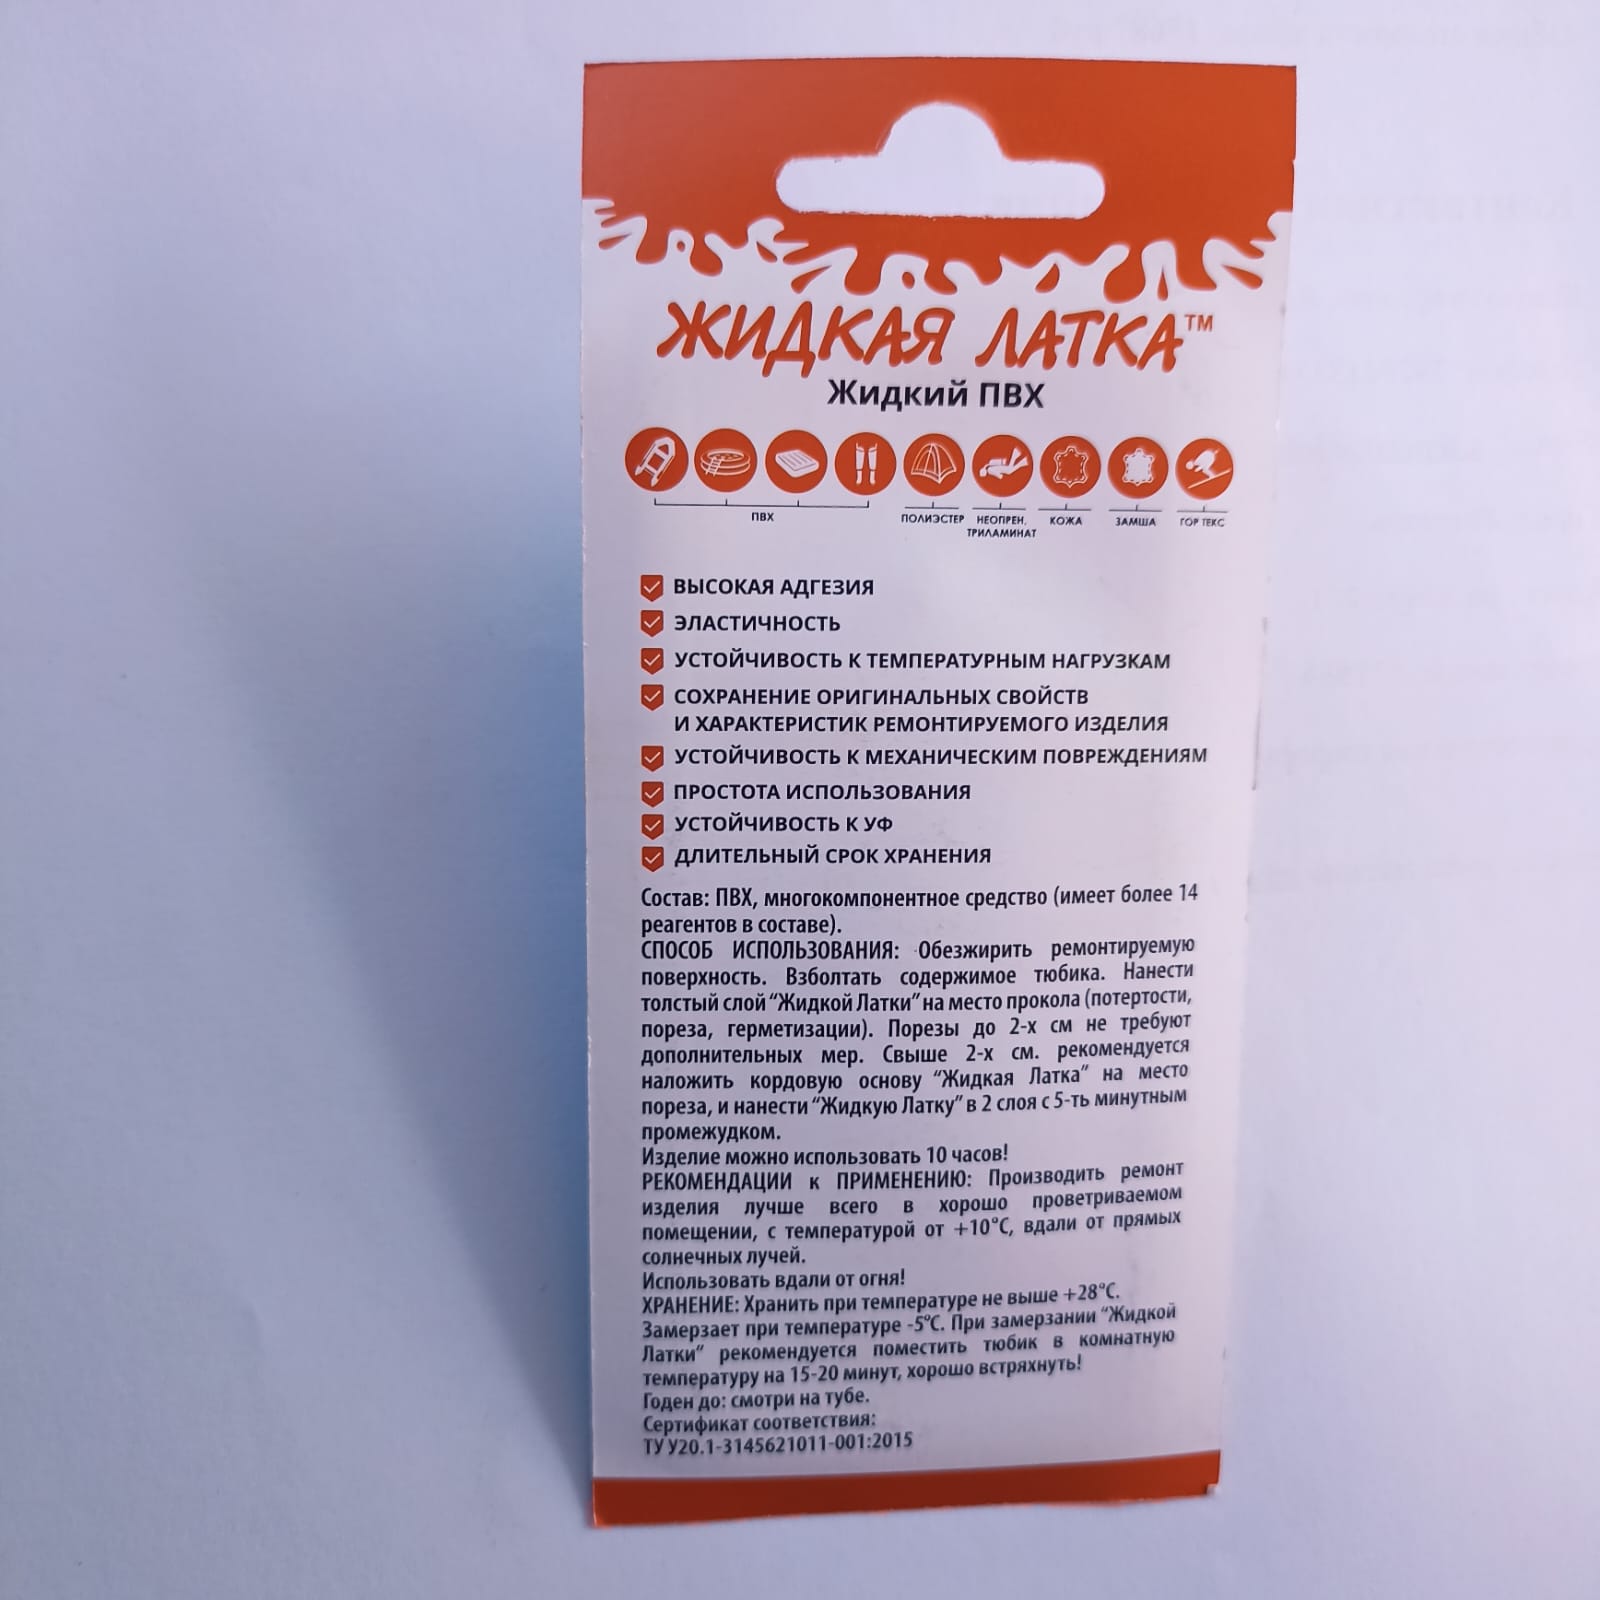 ЖИДКАЯ ЛАТКА™
Жидкий ПВХ
ПВХ ПОЛИЭСТЕР НЕОПРЕН, ТРИЛАМИНАТ КОЖА ЗАМША ГОР ТЕКС
ВЫСОКАЯ АДГЕЗИЯ
ЭЛАСТИЧНОСТЬ
УСТОЙЧИВОСТЬ К ТЕМПЕРАТУРНЫМ НАГРУЗКАМ
СОХРАНЕНИЕ ОРИГИНАЛЬНЫХ СВОЙСТВ
И ХАРАКТЕРИСТИК РЕМОНТИРУЕМОГО ИЗДЕЛИЯ
УСТОЙЧИВОСТЬ К МЕХАНИЧЕСКИМ ПОВРЕЖДЕНИЯМ
ПРОСТОТА ИСПОЛЬЗОВАНИЯ
УСТОЙЧИВОСТЬ К УФ
ДЛИТЕЛЬНЫЙ СРОК ХРАНЕНИЯ
Состав: ПВХ, многокомпонентное средство (имеет более 14
реагентов в составе).
СПОСОБ ИСПОЛЬЗОВАНИЯ: Обезжирить ремонтируемую
поверхность. Взболтать содержимое тюбика. Нанести
толстый слой "Жидкой Латки" на место прокола (потертости,
пореза, герметизации). Порезы до 2-х см не требуют
дополнительных мер. Свыше 2-х см. рекомендуется
наложить кордовую основу "Жидкая Латка" на место
пореза, и нанести "Жидкую Латку" в 2 слоя с 5-ть минутным
промежудком.
Изделие можно использовать 10 часов!
РЕКОМЕНДАЦИИ к ПРИМЕНЕНИЮ: Производить ремонт
изделия лучше всего в хорошо проветриваемом
помещении, с температурой от +10°С, вдали от прямых
солнечных лучей.
Использовать вдали от огня!
ХРАНЕНИЕ: Хранить при температуре не выше +28°С.
Замерзает при температуре -5°С. При замерзании "Жидкой
Латки" рекомендуется поместить тюбик в комнатную
температуру на 15-20 минут, хорошо встряхнуть!
Годен до: смотри на тубе.
Сертификат соответствия:
ТУ У20.1-3145621011-001:2015